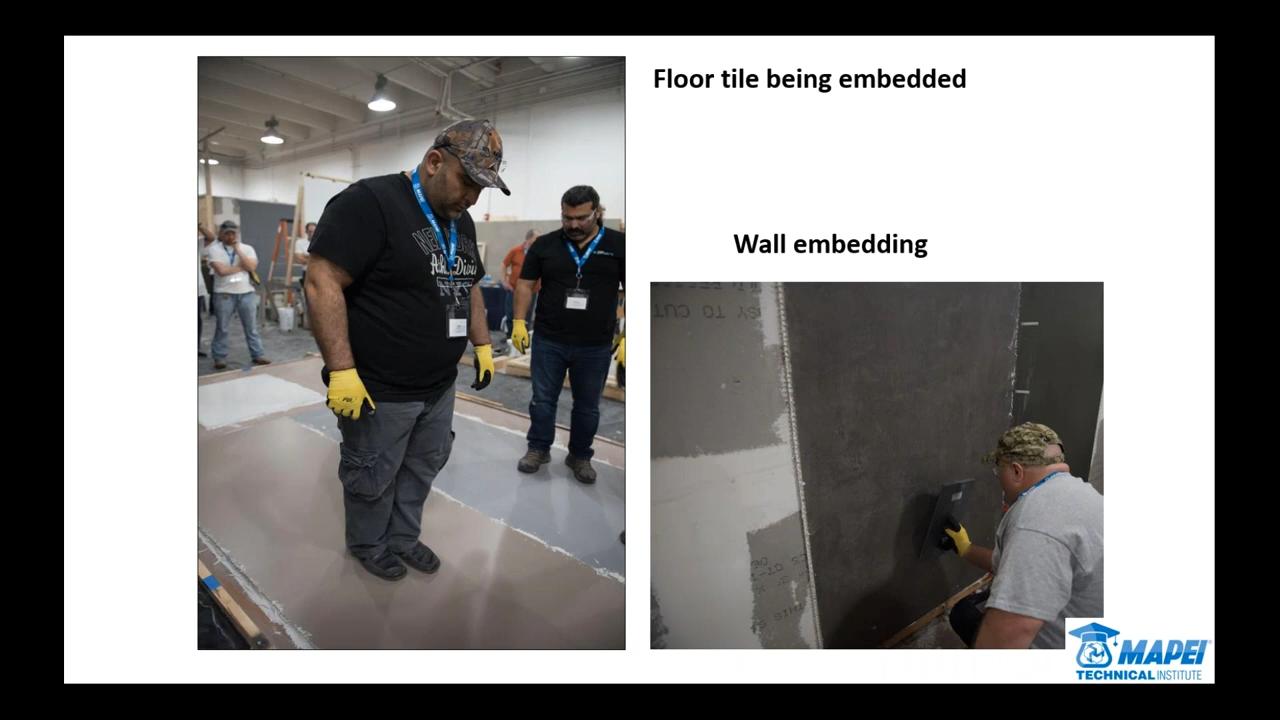 Floor tile being embedded
Wall embedding
MAPEI
TECHNICAL INSTITUTE